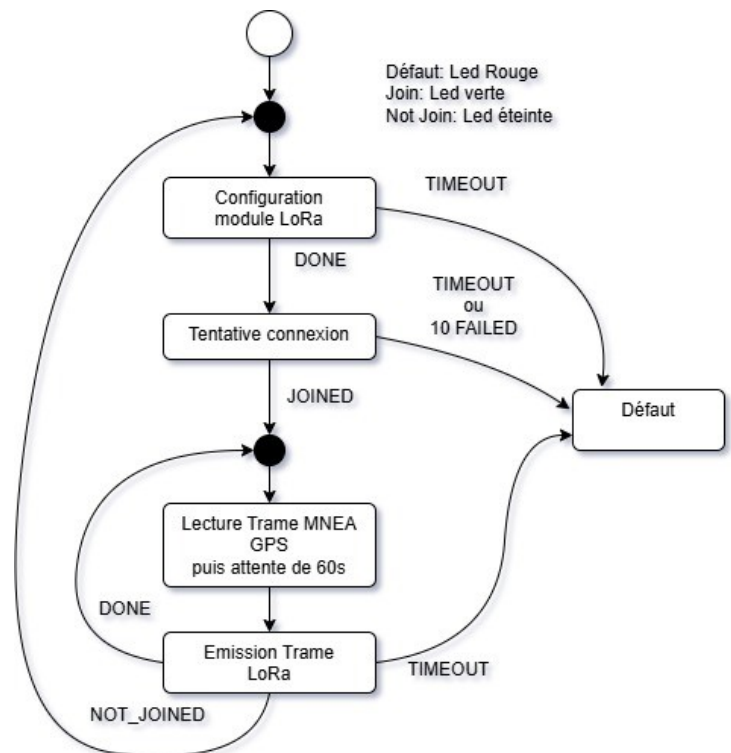 Défaut: Led Rouge
Join: Led verte
Not Join: Led éteinte
Configuration
module LoRa
TIMEOUT
DONE
TIMEOUT
ou
10 FAILED
Tentative connexion
JOINED
Défaut
Lecture Trame MNEA
GPS
puis attente de 60s
DONE
Emission Trame
LoRa
TIMEOUT
NOT_JOINED